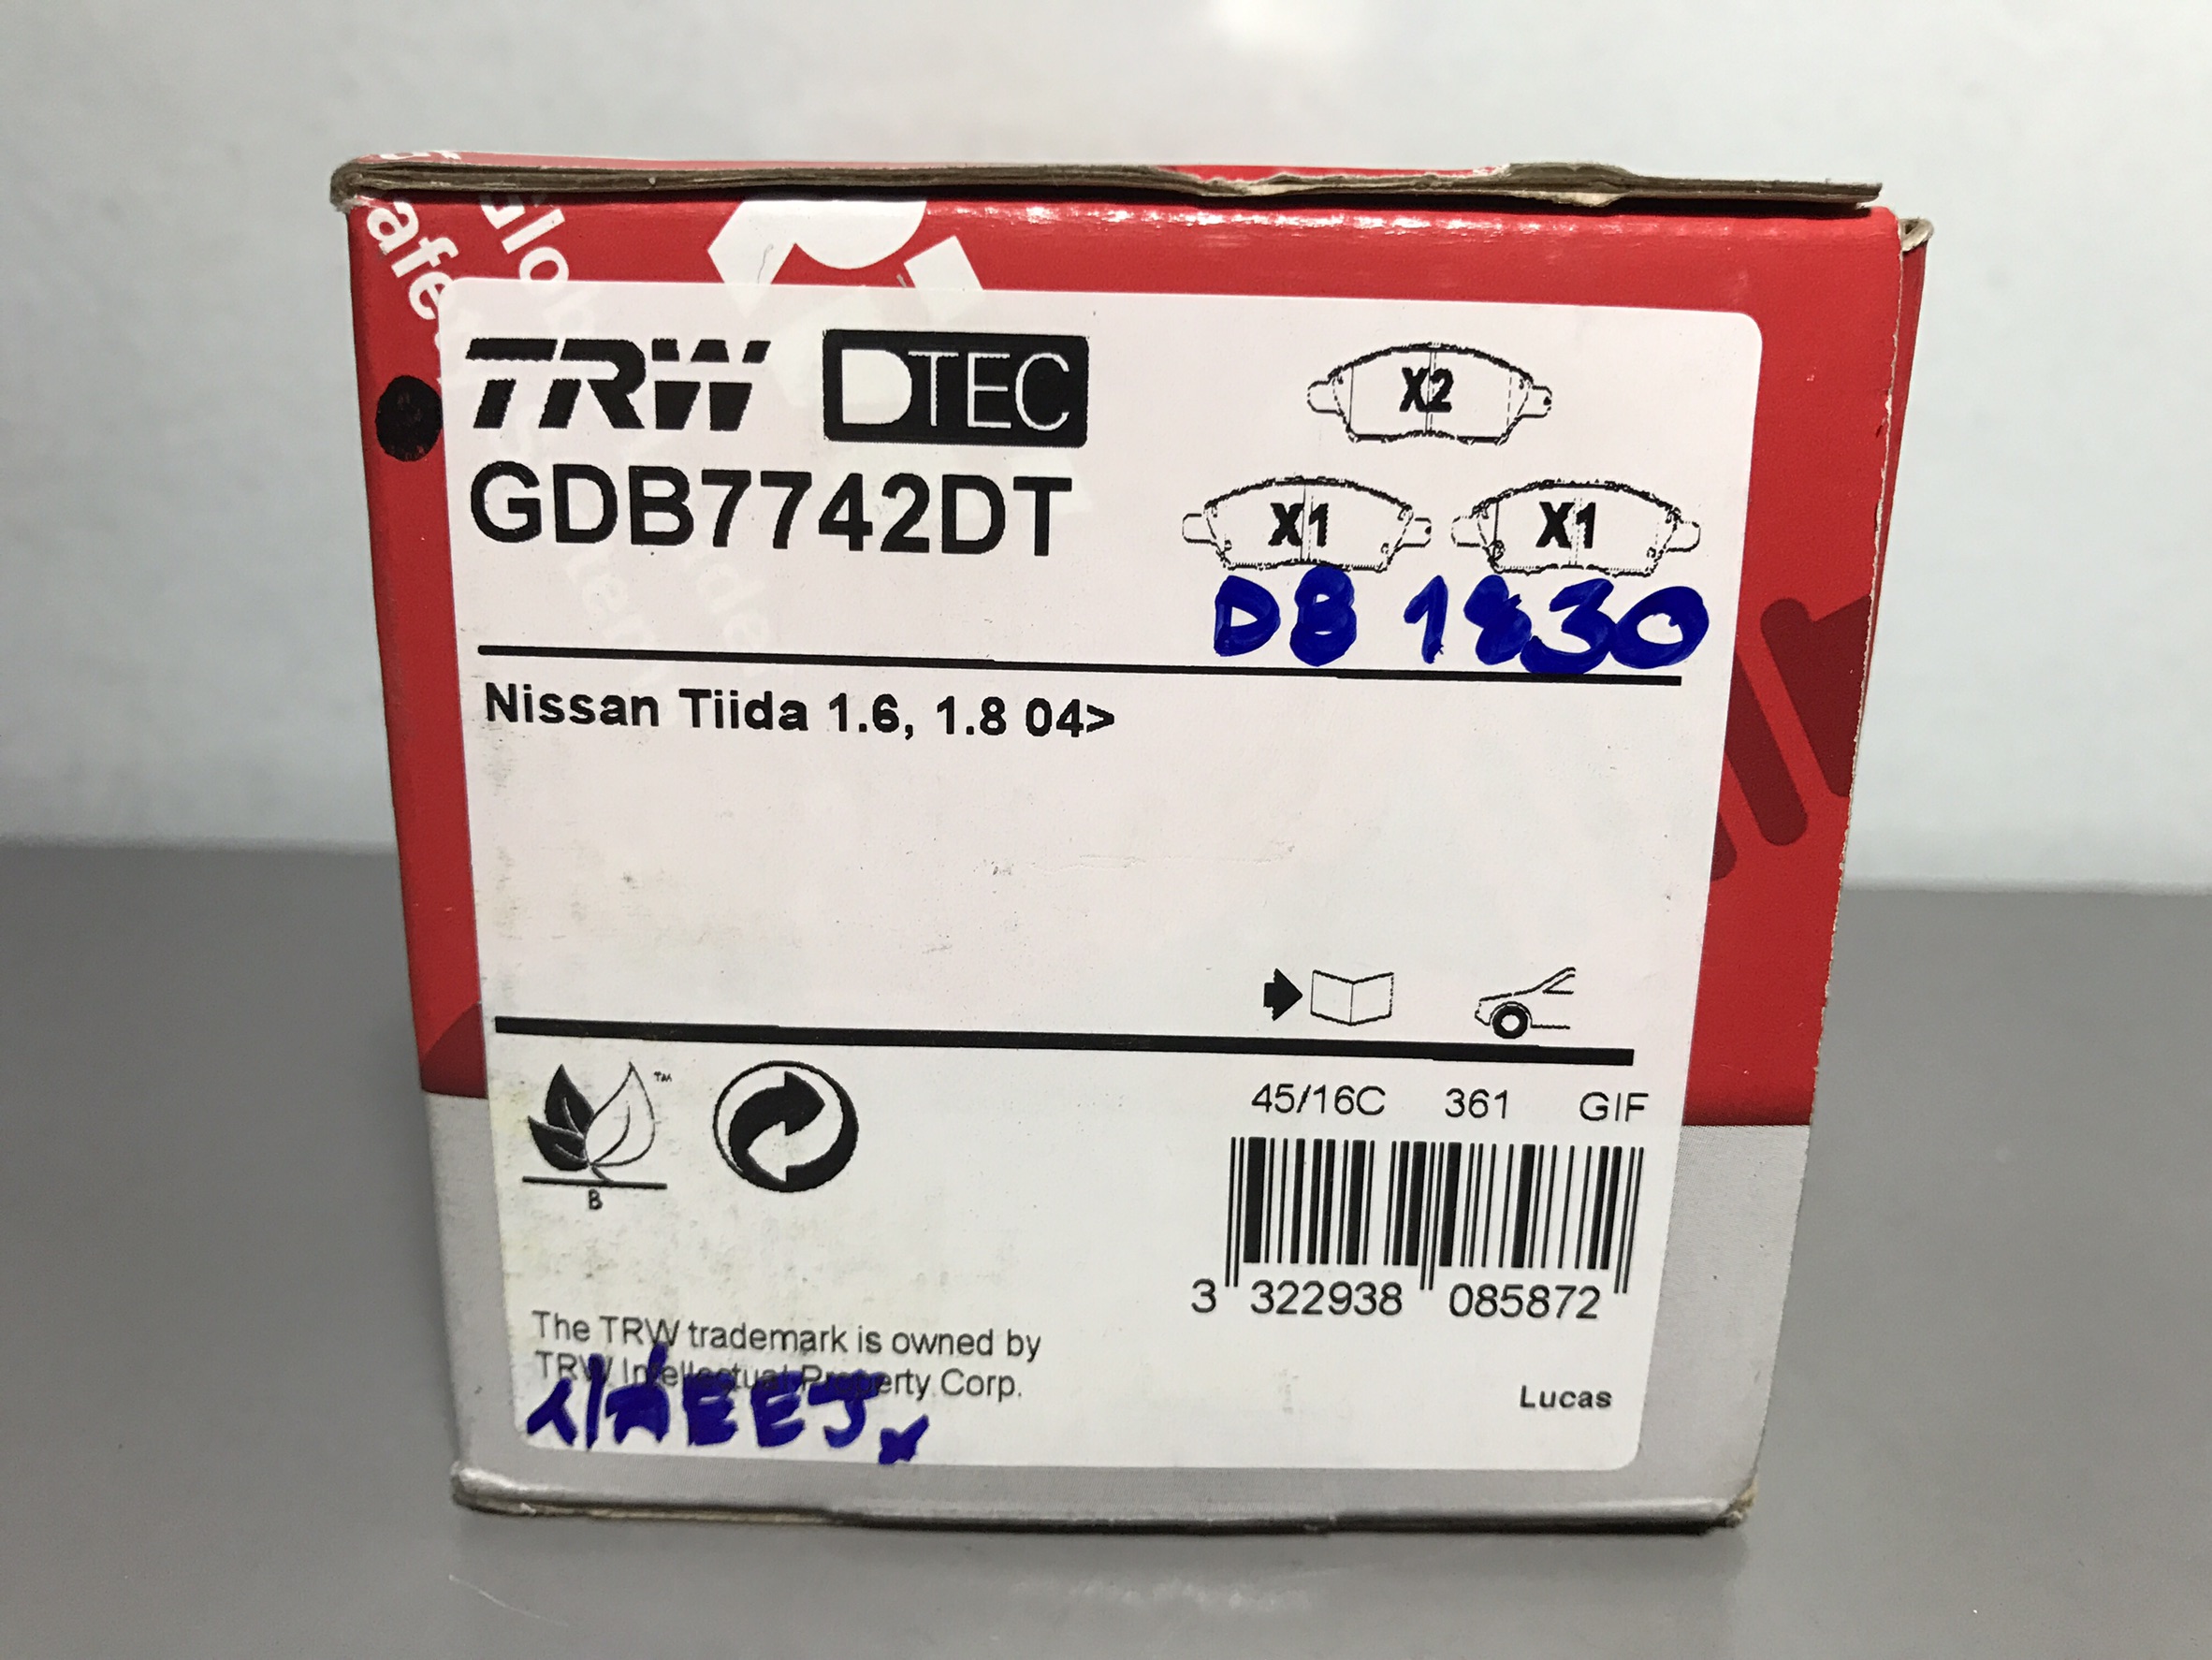 TRW DTEC
X2
GDB7742DT
X1 X1
DB 1830
Nissan Tiida 1.6, 1.8 04>
45/16C 361 GIF
TM
B
3 322938 085872
The TRW trademark is owned by
TRW Intellectual Property Corp.
Lucas